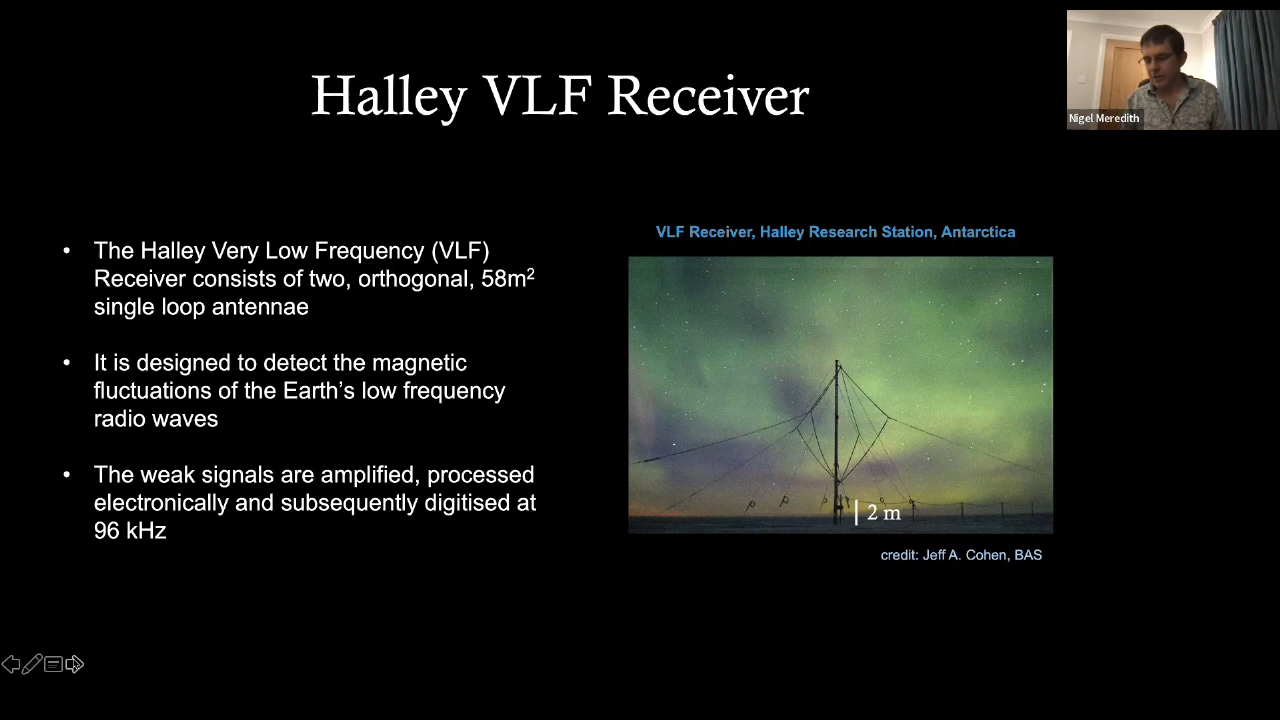 Halley VLF Receiver
Nigel Meredith
• The Halley Very Low Frequency (VLF)
Receiver consists of two, orthogonal, 58m²
single loop antennae
• It is designed to detect the magnetic
fluctuations of the Earth's low frequency
radio waves
• The weak signals are amplified, processed
electronically and subsequently digitised at
96 kHz
VLF Receiver, Halley Research Station, Antarctica
2 m
credit: Jeff A. Cohen, BAS